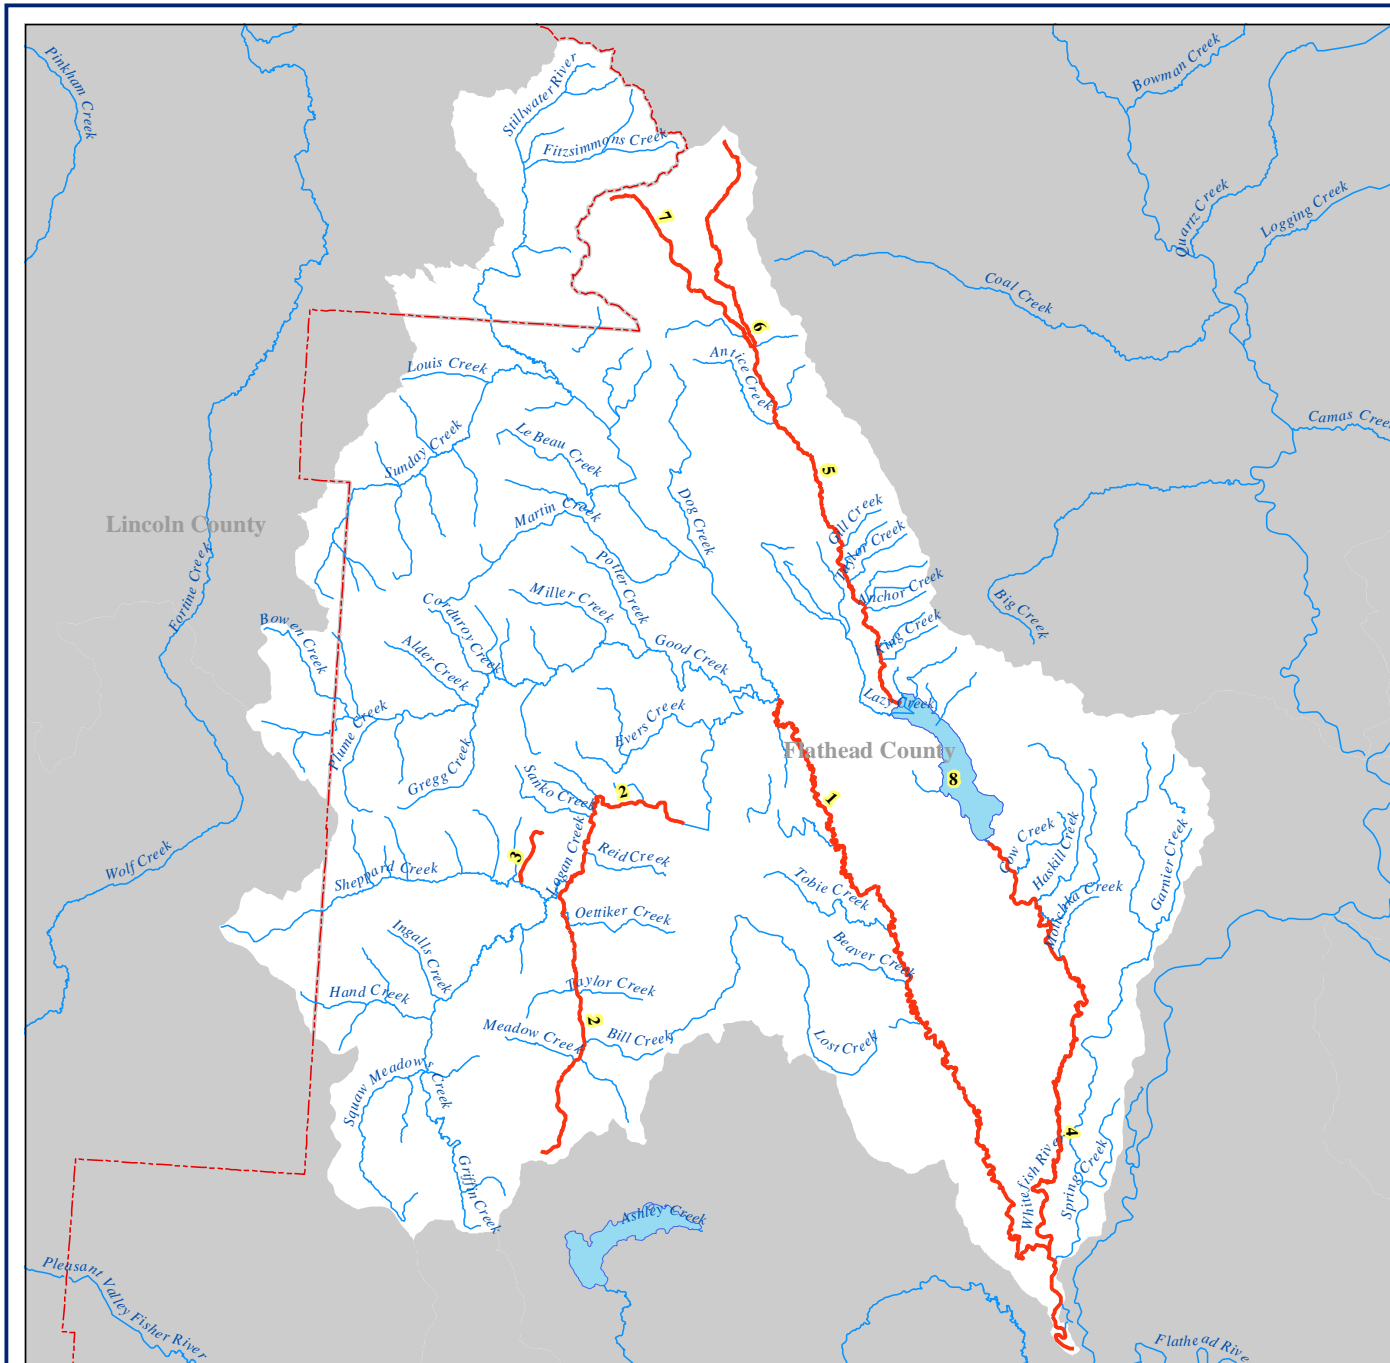 Pinkham Creek
Stillwater River
Fitzsimmons Creek
Bowman Creek
Quartz Creek
Logging Creek
7
Coal Creek
6
Antice Creek
Louis Creek
Camas Creek
Sunday Creek
Le Beau Creek
5
Dog Creek
Martin Creek
Gill Creek
Lincoln County
Taylor Creek
Fortine Creek
Potter Creek
Anchor Creek
Miller Creek
Corduroy Creek
Big Creek
Bowen Creek
Alder Creek
Good Creek
King Creek
Lazy Creek
Plume Creek
Evers Creek
Flathead County
Gregg Creek
Sanko Creek
2
8
1
Cow Creek
Haskill Creek
Garnier Creek
Wolf Creek
3
Logan Creek
Reid Creek
Sheppard Creek
Tobie Creek
Molichka Creek
Oettiker Creek
Ingalls Creek
Beaver Creek
Hand Creek
Taylor Creek
2
Meadow Creek
Bill Creek
Lost Creek
Squaw Meadows Creek
4
Whitefish River
Spring Creek
Griffin Creek
Ashley Creek
Pleasant Valley Fisher River
Flathead Rive